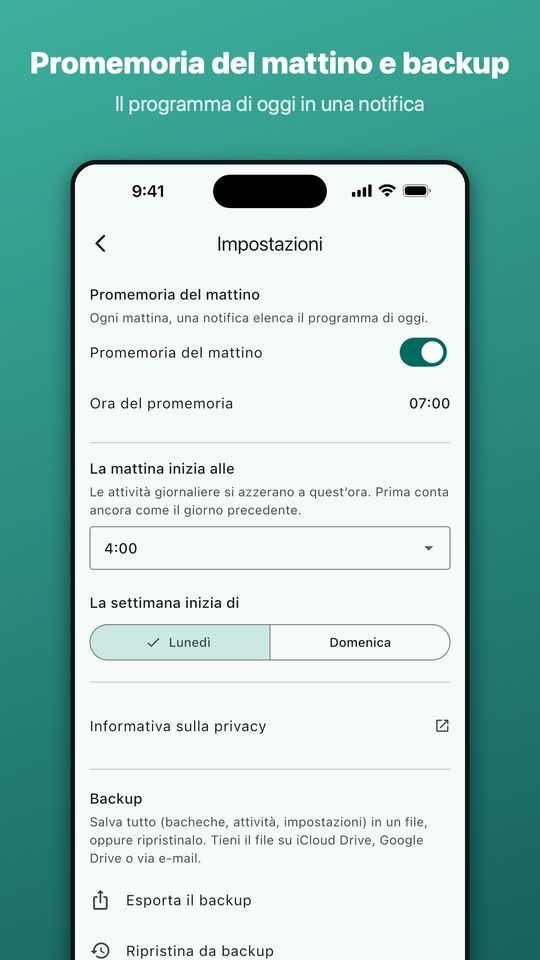 Promemoria del mattino e backup
Il programma di oggi in una notifica
9:41
Impostazioni
Promemoria del mattino
Ogni mattina, una notifica elenca il programma di oggi.
Promemoria del mattino
Ora del promemoria 07:00
La mattina inizia alle
Le attività giornaliere si azzerano a quest'ora. Prima conta
ancora come il giorno precedente.
4:00
La settimana inizia di
Lunedì Domenica
Informativa sulla privacy
Backup
Salva tutto (bacheche, attività, impostazioni) in un file,
oppure ripristinalo. Tieni il file su iCloud Drive, Google
Drive o via e-mail.
Esporta il backup
Ripristina da backup